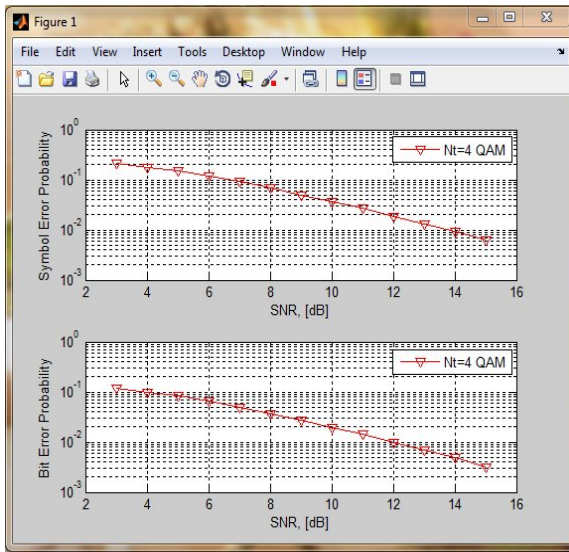 Figure 1
File Edit View Insert Tools Desktop Window Help
10^0
10^-1
10^-2
10^-3
Symbol Error Probability
Nt=4 QAM
2 4 6 8 10 12 14 16
SNR, [dB]
10^0
10^-1
10^-2
10^-3
Bit Error Probability
Nt=4 QAM
2 4 6 8 10 12 14 16
SNR, [dB]